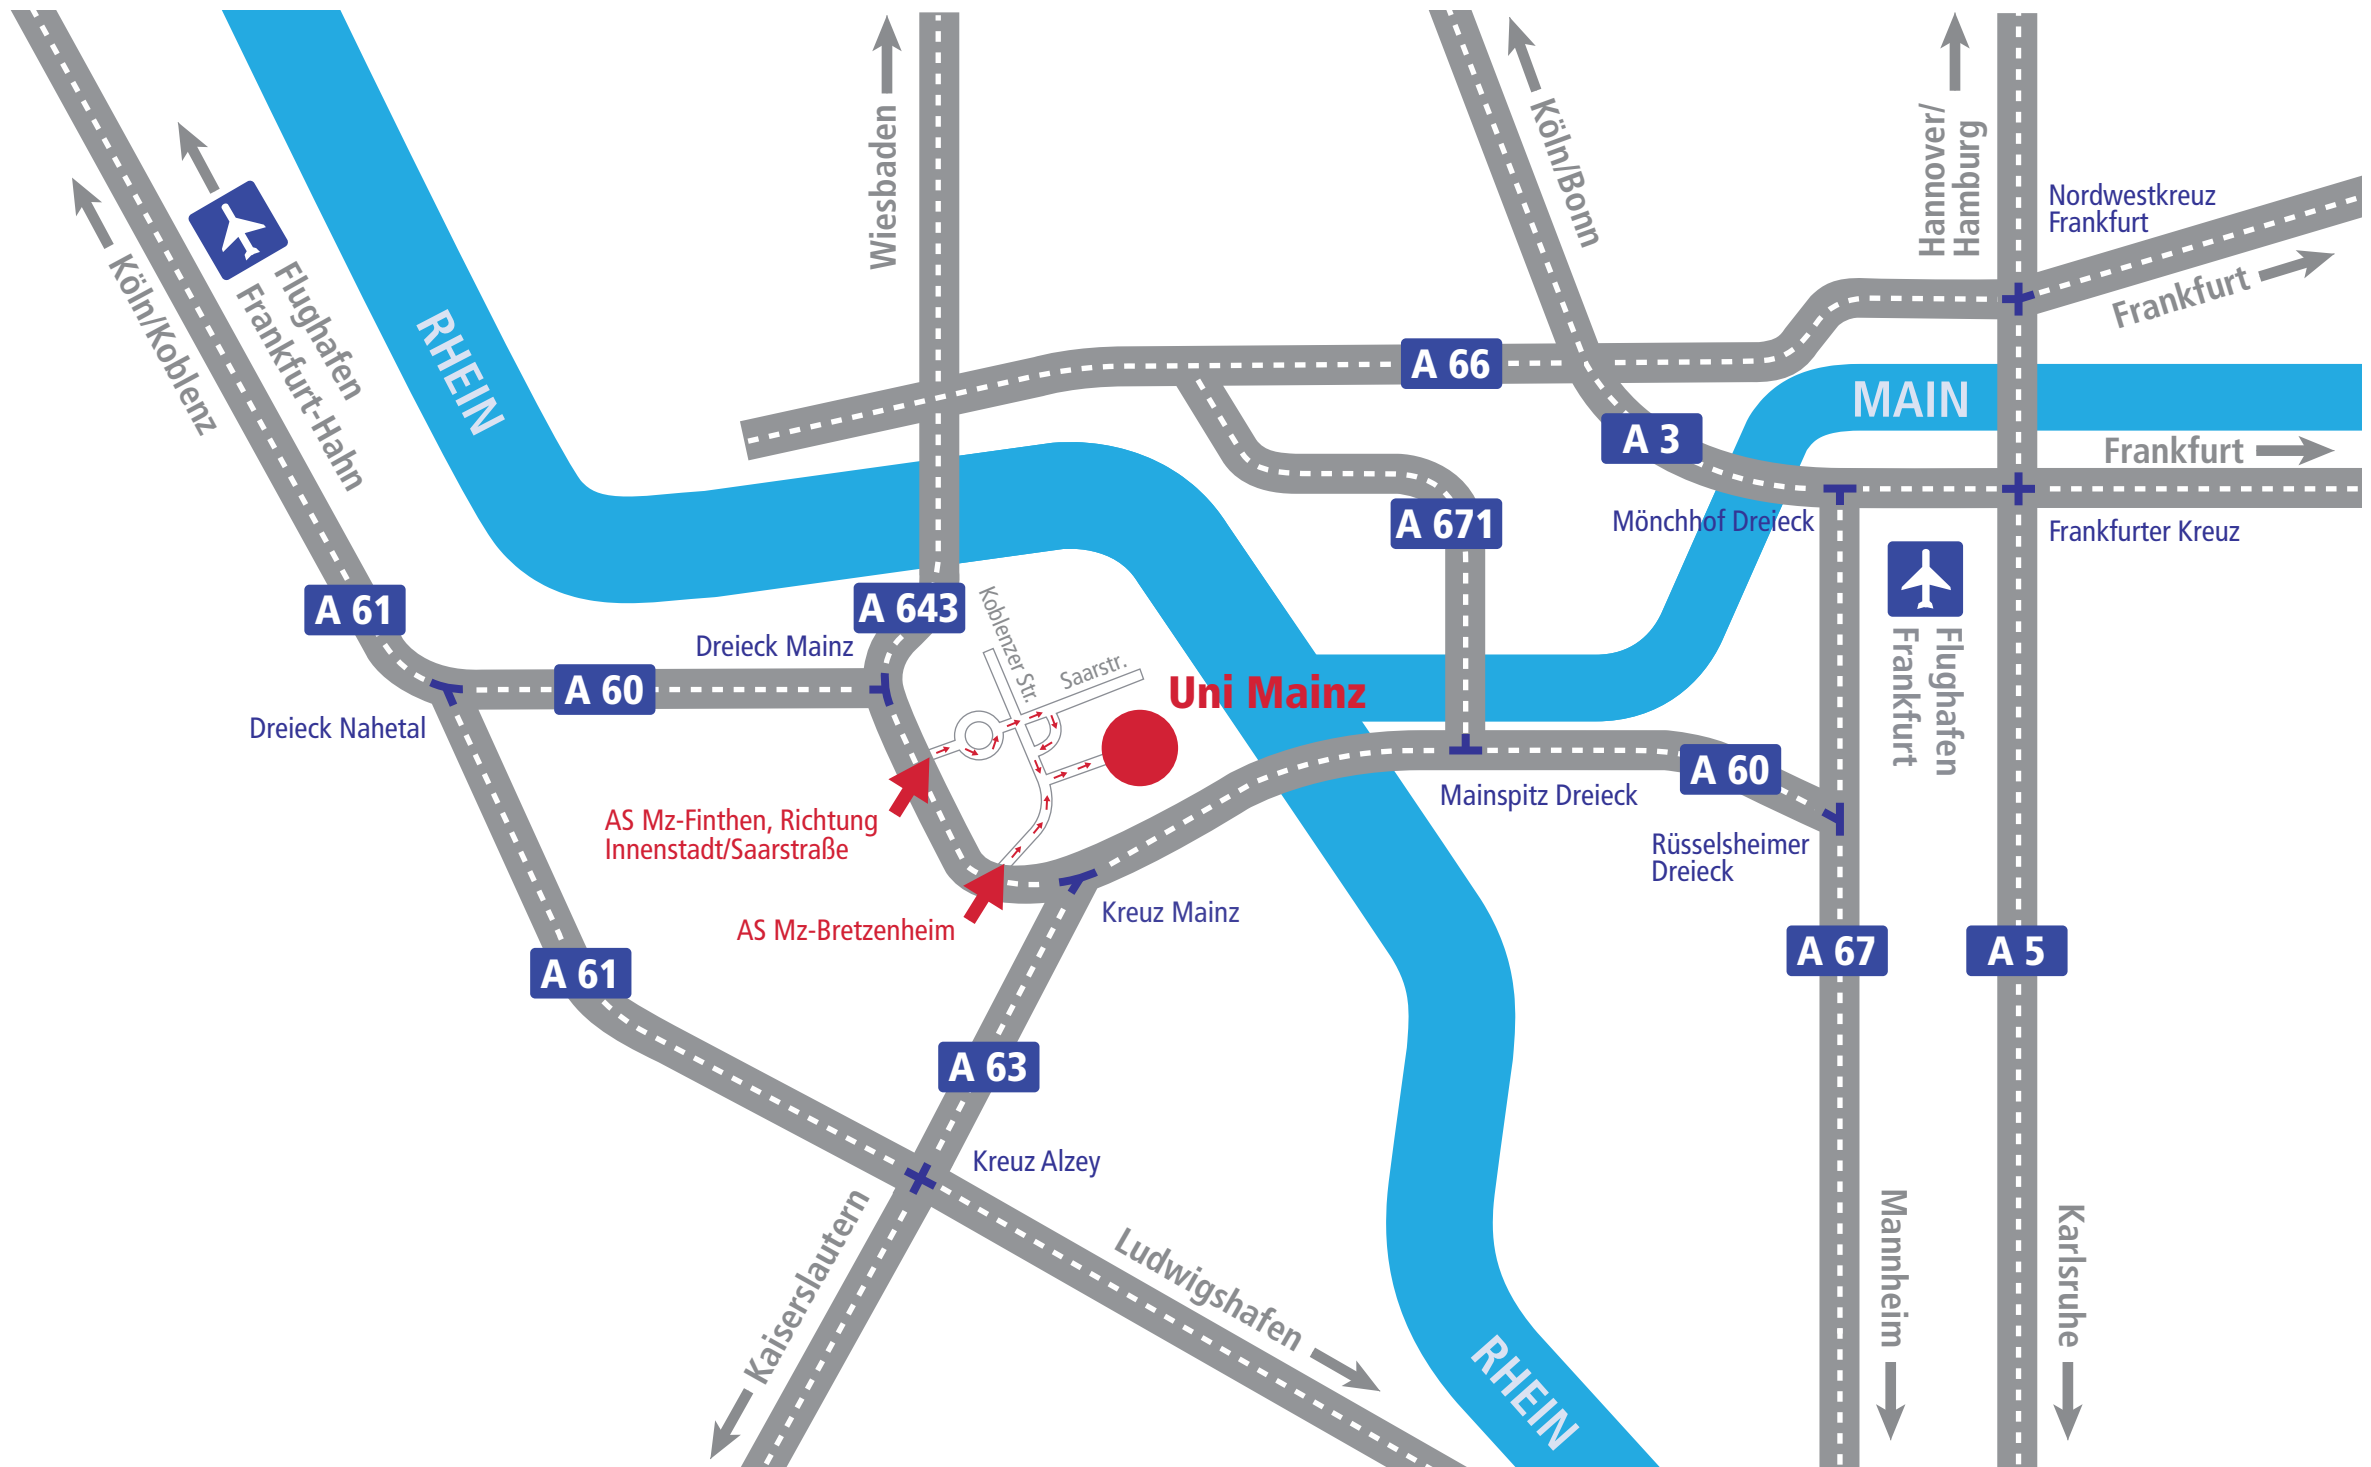 Wiesbaden
Köln/Bonn
Hannover/
Hamburg
Nordwestkreuz
Frankfurt
Frankfurt
Köln/Koblenz
Flughafen
Frankfurt-Hahn
RHEIN
A 66
MAIN
A 3
Frankfurt
A 671
Mönchhof Dreieck
Frankfurter Kreuz
A 61
A 643
Koblenzer Str.
Saarstr.
Dreieck Mainz
A 60
Uni Mainz
Flughafen
Frankfurt
Dreieck Nahetal
A 60
Mainspitz Dreieck
AS Mz-Finthen, Richtung
Innenstadt/Saarstraße
Rüsselsheimer
Dreieck
AS Mz-Bretzenheim
Kreuz Mainz
A 61
A 67
A 5
A 63
Kreuz Alzey
Kaiserslautern
Ludwigshafen
Mannheim
Karlsruhe
RHEIN